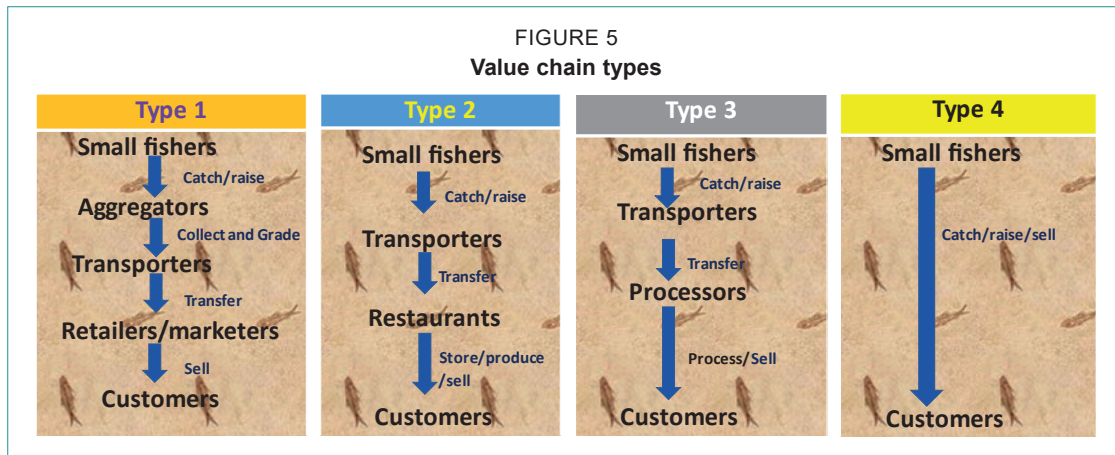 FIGURE 5
Value chain types
Type 1
Small fishers
Catch/raise
Aggregators
Collect and Grade
Transporters
Transfer
Retailers/marketers
Sell
Customers
Type 2
Small fishers
Catch/raise
Transporters
Transfer
Restaurants
Store/produce
/sell
Customers
Type 3
Small fishers
Catch/raise
Transporters
Transfer
Processors
Process/Sell
Customers
Type 4
Small fishers
Catch/raise/sell
Customers